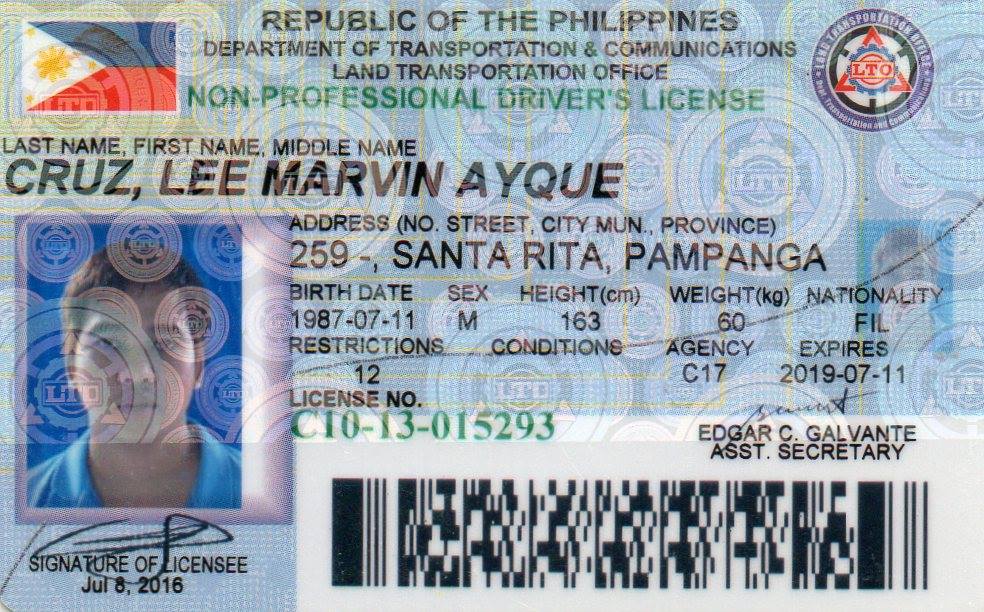 REPUBLIC OF THE PHILIPPINES
DEPARTMENT OF TRANSPORTATION & COMMUNICATIONS
LAND TRANSPORTATION OFFICE
NON-PROFESSIONAL DRIVER'S LICENSE
LTO
LAST NAME, FIRST NAME, MIDDLE NAME
CRUZ, LEE MARVIN AYQUE
ADDRESS (NO. STREET, CITY MUN., PROVINCE)
259 -, SANTA RITA, PAMPANGA
BIRTH DATE SEX HEIGHT(cm) WEIGHT(kg) NATIONALITY
1987-07-11 M 163 60 FIL
RESTRICTIONS CONDITIONS AGENCY EXPIRES
12 C17 2019-07-11
LICENSE NO.
C10-13-015293
EDGAR C. GALVANTE
ASST. SECRETARY
SIGNATURE OF LICENSEE
Jul 8, 2016